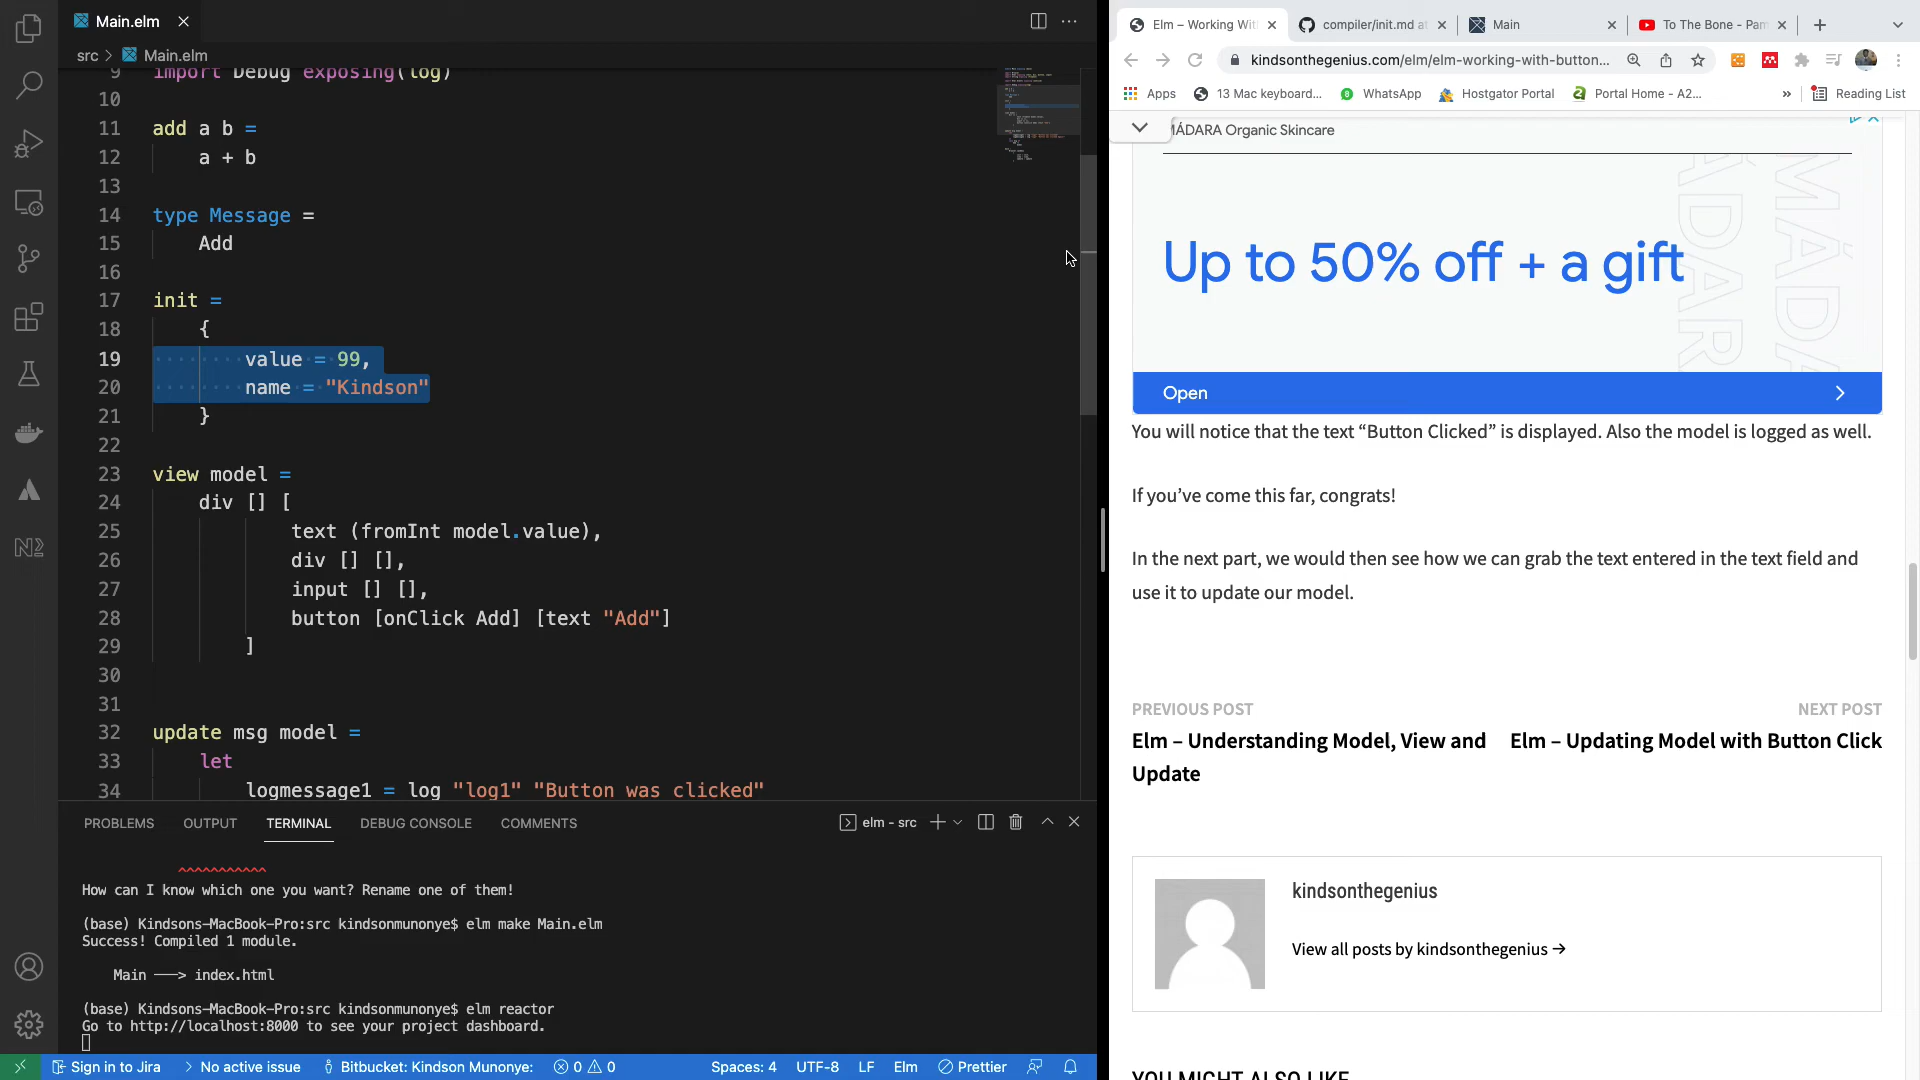 Main.elm
src > Main.elm
9 import Debug exposing(log)
10
11 add a b =
12 a + b
13
14 type Message =
15 Add
16
17 init =
18 {
19 value = 99,
20 name = "Kindson"
21 }
22
23 view model =
24 div [] [
25 text (fromInt model.value),
26 div [] [],
27 input [] [],
28 button [onClick Add] [text "Add"]
29 ]
30
31
32 update msg model =
33 let
34 logmessage1 = log "log1" "Button was clicked"
PROBLEMS OUTPUT TERMINAL DEBUG CONSOLE COMMENTS
elm - src
How can I know which one you want? Rename one of them!
(base) Kindsons-MacBook-Pro:src kindsonmunonye$ elm make Main.elm
Success! Compiled 1 module.
Main ———> index.html
(base) Kindsons-MacBook-Pro:src kindsonmunonye$ elm reactor
Go to http://localhost:8000 to see your project dashboard.
Sign in to Jira No active issue Bitbucket: Kindson Munonye: 0 0 Spaces: 4 UTF-8 LF Elm Prettier
Elm – Working Wit compiler/init.md at Main To The Bone - Pam
kindsonthegenius.com/elm/elm-working-with-button...
Apps 13 Mac keyboard... WhatsApp Hostgator Portal Portal Home - A2... » Reading List
MÁDARA Organic Skincare
MÁDARA
Up to 50% off + a gift
Open
You will notice that the text “Button Clicked” is displayed. Also the model is logged as well.
If you’ve come this far, congrats!
In the next part, we would then see how we can grab the text entered in the text field and
use it to update our model.
PREVIOUS POST
Elm – Understanding Model, View and
Update
NEXT POST
Elm – Updating Model with Button Click
kindsonthegenius
View all posts by kindsonthegenius →
YOU MIGHT ALSO LIKE